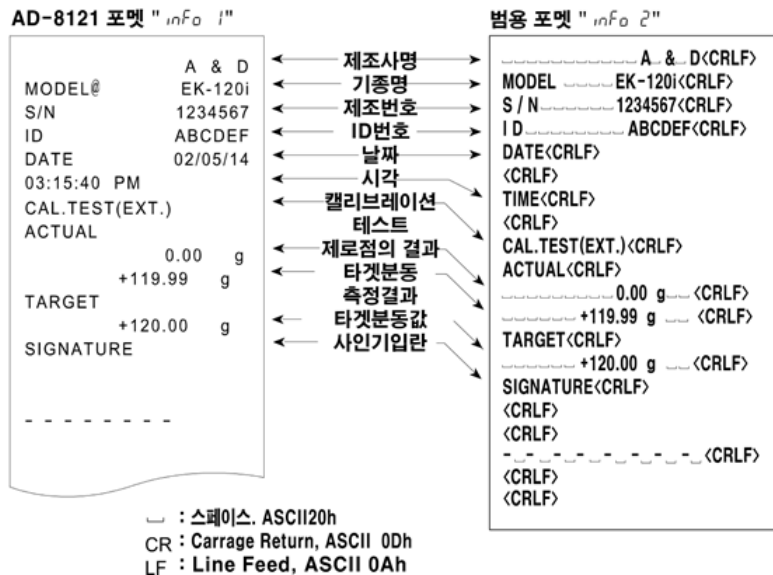 AD-8121 포멧 " inFo 1"
A & D
MODEL@ EK-120i
S/N 1234567
ID ABCDEF
DATE 02/05/14
03:15:40 PM
CAL.TEST(EXT.)
ACTUAL
0.00 g
+119.99 g
TARGET
+120.00 g
SIGNATURE
- - - - - - - -
제조사명
기종명
제조번호
ID번호
날짜
시각
캘리브레이션
테스트
제로점의 결과
타겟분동
측정결과
타겟분동값
사인기입란
범용 포멧 " inFo 2"
␣␣␣␣␣␣␣␣␣␣␣ A␣ &␣ D<CRLF>
MODEL ␣␣␣␣ EK-120i<CRLF>
S / N␣␣␣␣␣␣ 1234567<CRLF>
I D␣␣␣␣␣␣␣ ABCDEF<CRLF>
DATE<CRLF>
<CRLF>
TIME<CRLF>
<CRLF>
CAL.TEST(EXT.)<CRLF>
ACTUAL<CRLF>
␣␣␣␣␣␣␣␣␣ 0.00 g␣␣ <CRLF>
␣␣␣␣␣␣ +119.99 g ␣␣ <CRLF>
TARGET<CRLF>
␣␣␣␣␣␣ +120.00 g ␣␣ <CRLF>
SIGNATURE<CRLF>
<CRLF>
<CRLF>
-␣-␣-␣-␣-␣-␣-␣-␣<CRLF>
<CRLF>
<CRLF>
␣ : 스페이스. ASCII20h
CR : Carrage Return, ASCII 0Dh
LF : Line Feed, ASCII 0Ah